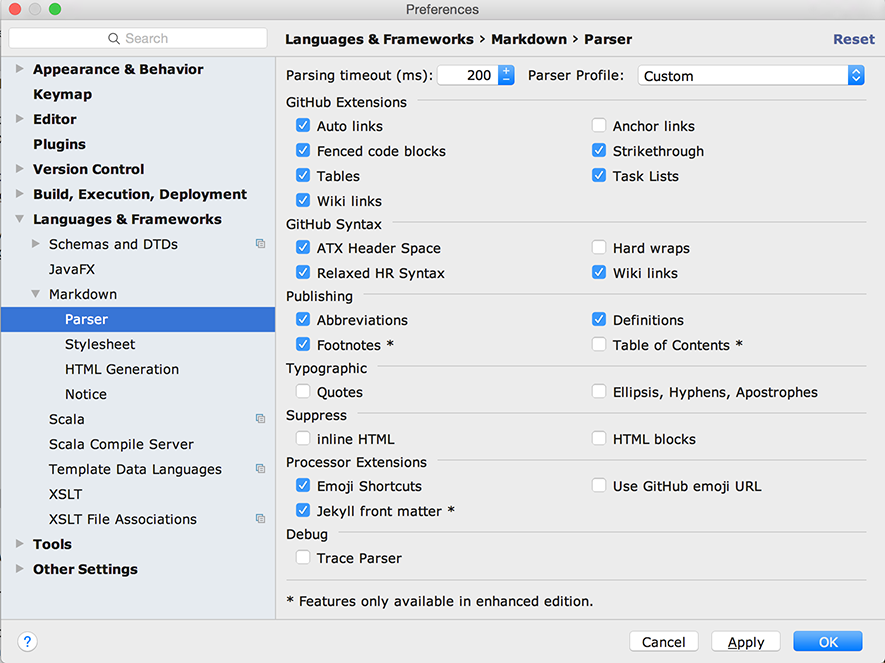 Preferences
Search
Languages & Frameworks › Markdown › Parser
Reset
Appearance & Behavior
Keymap
Editor
Plugins
Version Control
Build, Execution, Deployment
Languages & Frameworks
Schemas and DTDs
JavaFX
Markdown
Parser
Stylesheet
HTML Generation
Notice
Scala
Scala Compile Server
Template Data Languages
XSLT
XSLT File Associations
Tools
Other Settings
Parsing timeout (ms): 200 Parser Profile: Custom
GitHub Extensions
Auto links Anchor links
Fenced code blocks Strikethrough
Tables Task Lists
Wiki links
GitHub Syntax
ATX Header Space Hard wraps
Relaxed HR Syntax Wiki links
Publishing
Abbreviations Definitions
Footnotes * Table of Contents *
Typographic
Quotes Ellipsis, Hyphens, Apostrophes
Suppress
inline HTML HTML blocks
Processor Extensions
Emoji Shortcuts Use GitHub emoji URL
Jekyll front matter *
Debug
Trace Parser
* Features only available in enhanced edition.
? Cancel Apply OK